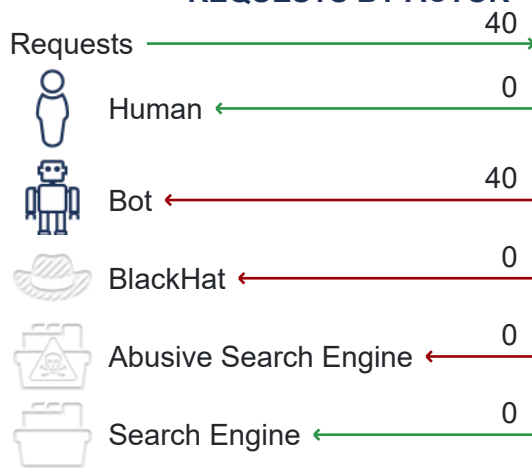 40
Requests
0
Human
40
Bot
0
BlackHat
0
Abusive Search Engine
0
Search Engine